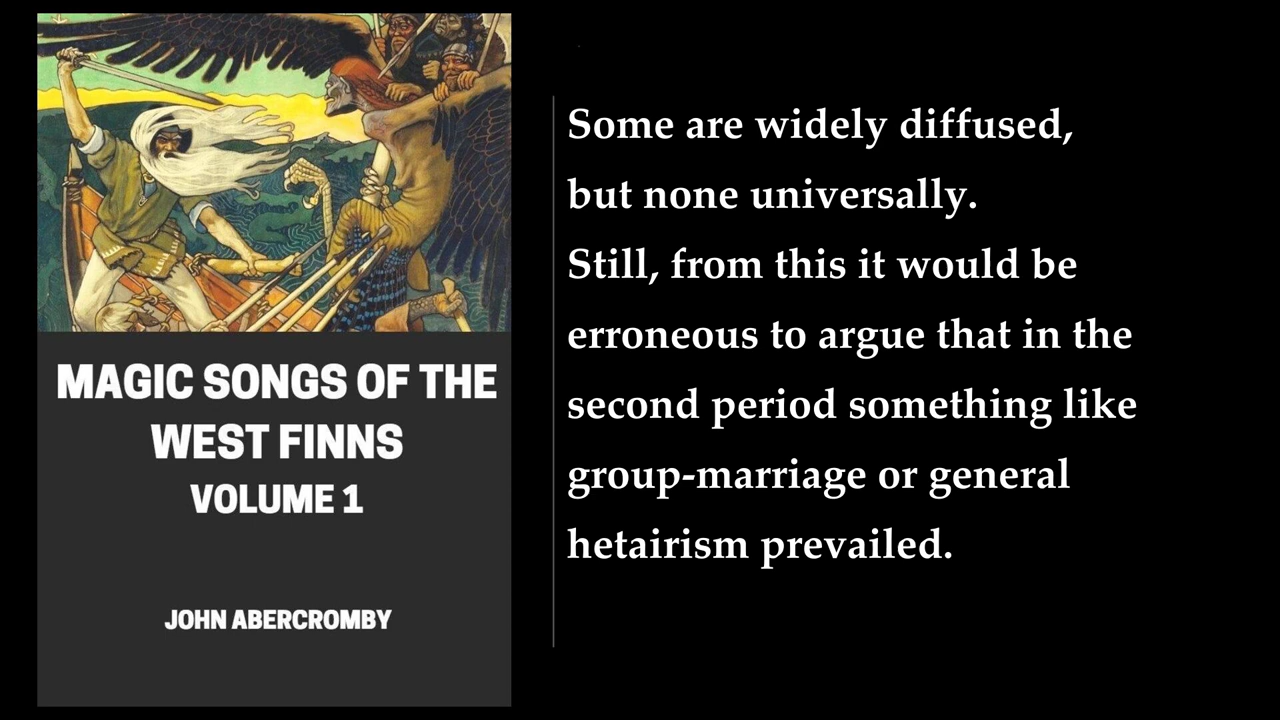 MAGIC SONGS OF THE
WEST FINNS
VOLUME 1
JOHN ABERCROMBY
Some are widely diffused,
but none universally.
Still, from this it would be
erroneous to argue that in the
second period something like
group-marriage or general
hetairism prevailed.